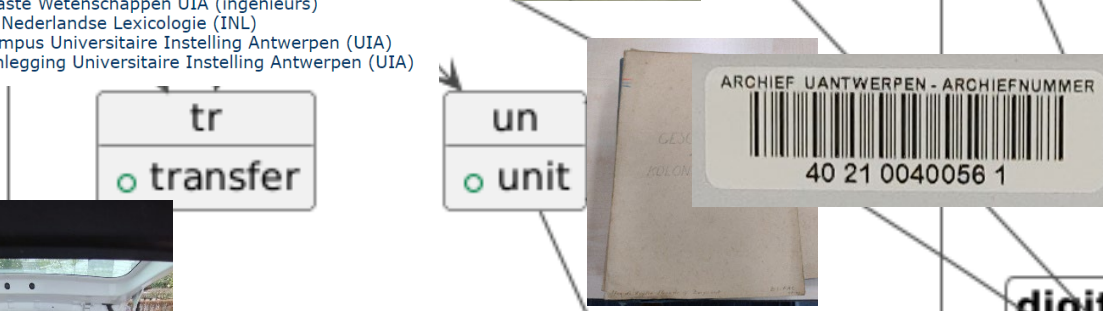 aste Wetenschappen UIA (ingenieurs)
Nederlandse Lexicologie (INL)
mpus Universitaire Instelling Antwerpen (UIA)
nlegging Universitaire Instelling Antwerpen (UIA)
tr
transfer
un
unit
ARCHIEF UANTWERPEN - ARCHIEFNUMMER
40 21 0040056 1
digit